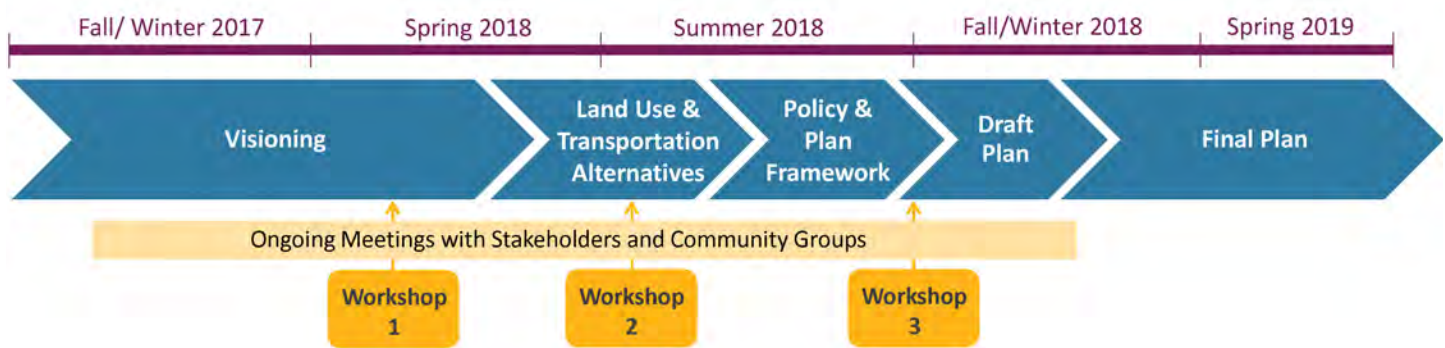 Fall/ Winter 2017
Spring 2018
Summer 2018
Fall/Winter 2018
Spring 2019
Visioning
Land Use &
Transportation
Alternatives
Policy &
Plan
Framework
Draft
Plan
Final Plan
Ongoing Meetings with Stakeholders and Community Groups
Workshop
1
Workshop
2
Workshop
3